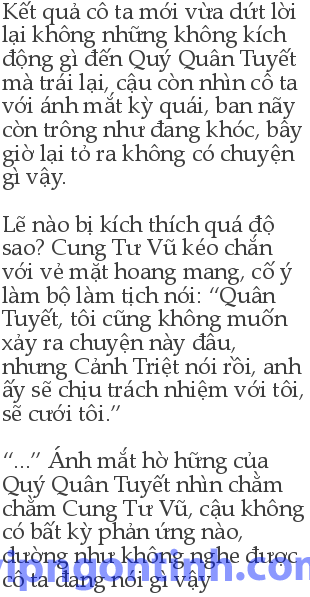 Kết quả cô ta mới vừa dứt lời
lại không những không kích
động gì đến Quý Quân Tuyết
mà trái lại, cậu còn nhìn cô ta
với ánh mắt kỳ quái, ban nãy
còn trông như đang khóc, bây
giờ lại tỏ ra không có chuyện
gì vậy.
Lẽ nào bị kích thích quá độ
sao? Cung Tư Vũ kéo chăn
với vẻ mặt hoang mang, cố ý
làm bộ làm tịch nói: “Quân
Tuyết, tôi cũng không muốn
xảy ra chuyện này đâu,
nhưng Cảnh Triệt nói rồi, anh
ấy sẽ chịu trách nhiệm với tôi,
sẽ cưới tôi.”
“...” Ánh mắt hờ hững của
Quý Quân Tuyết nhìn chằm
chằm Cung Tư Vũ, cậu không
có bất kỳ phản ứng nào,
dường như không nghe được
cô ta đang nói gì vậy
vipngontinh.com